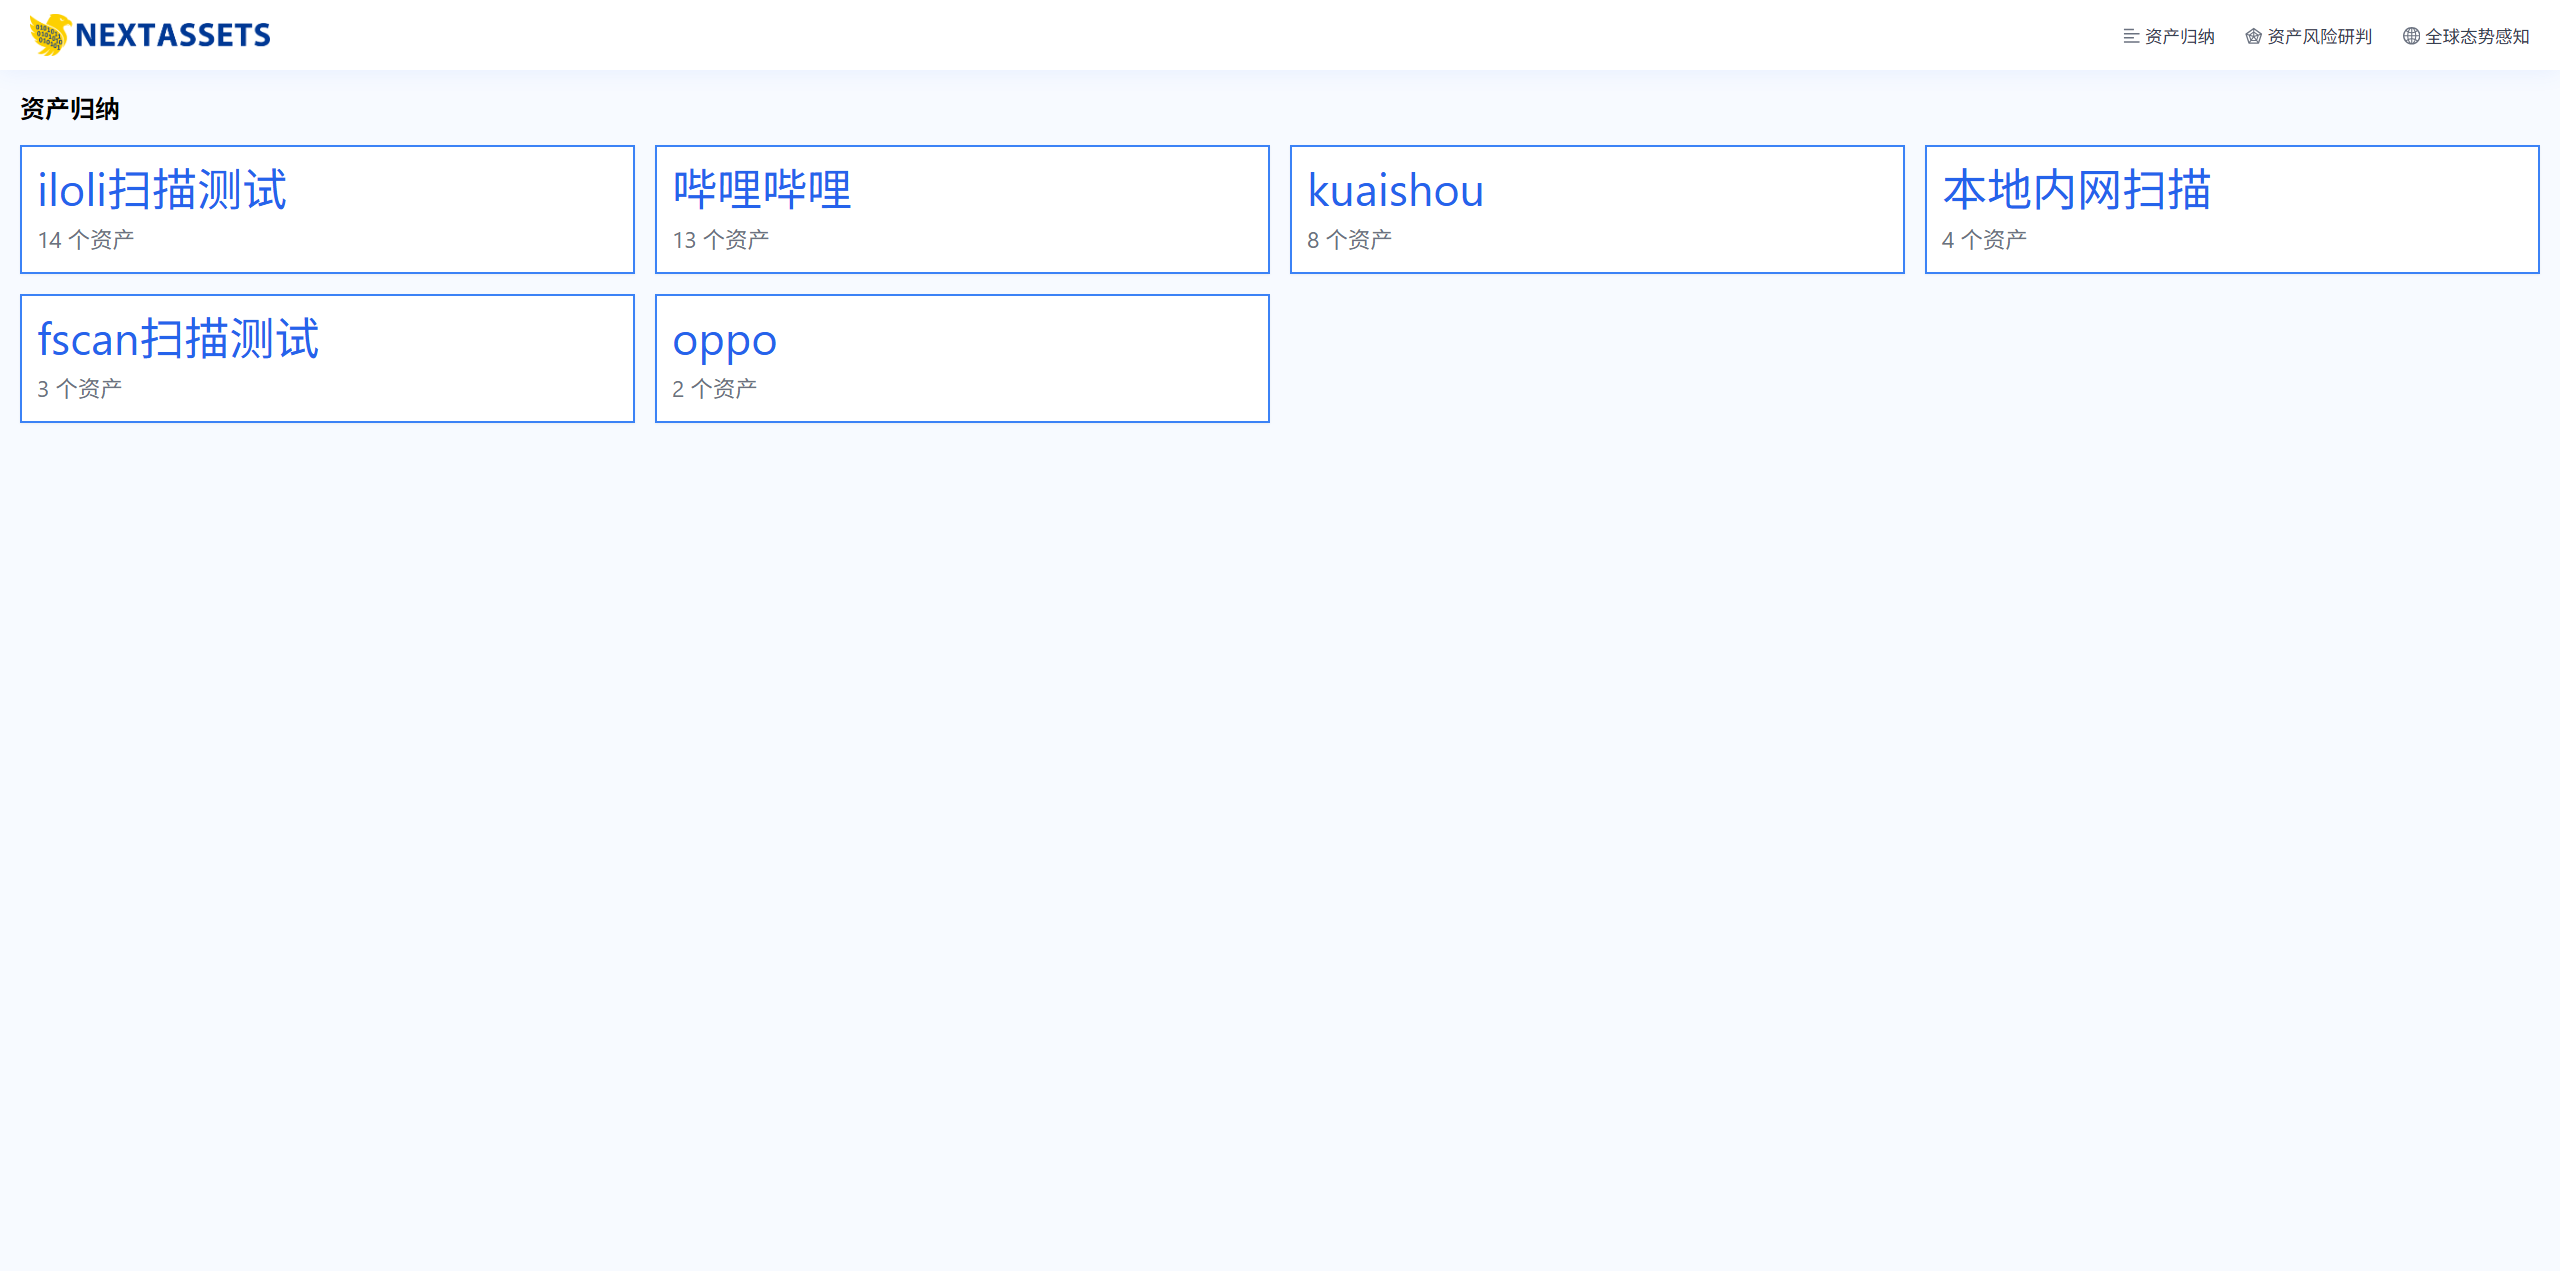 NEXTASSETS
资产归纳
资产风险研判
全球态势感知
资产归纳
iloli扫描测试
14 个资产
哔哩哔哩
13 个资产
kuaishou
8 个资产
本地内网扫描
4 个资产
fscan扫描测试
3 个资产
oppo
2 个资产